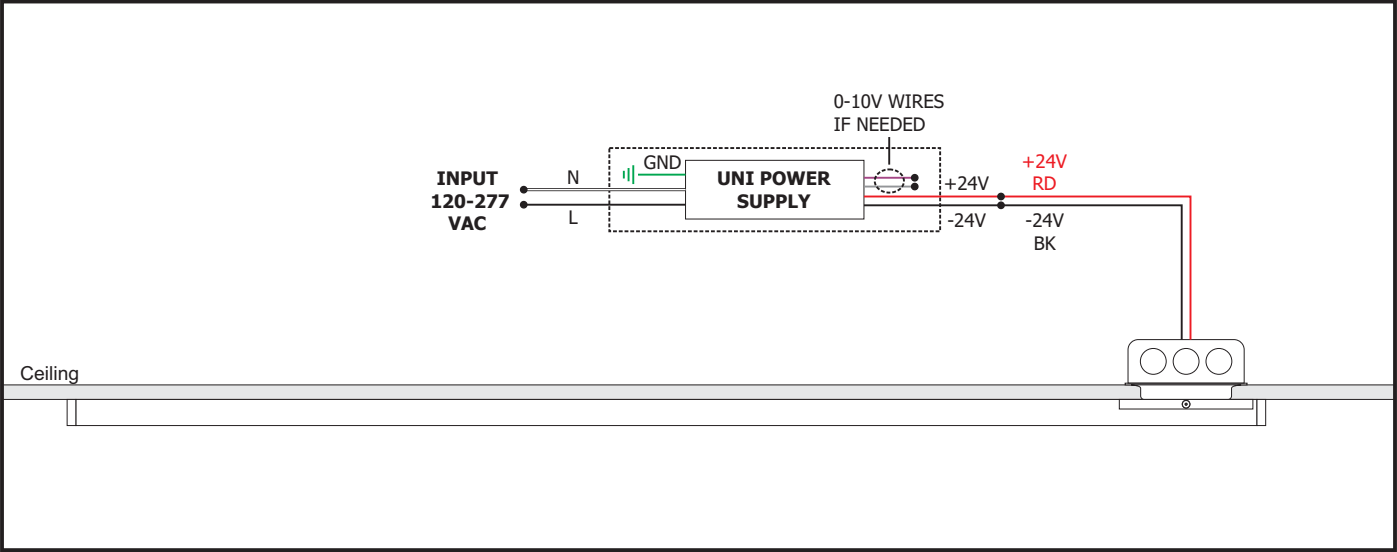 0-10V WIRES
IF NEEDED
INPUT
120-277
VAC
N
L
GND
UNI POWER
SUPPLY
+24V
-24V
+24V
RD
-24V
BK
Ceiling